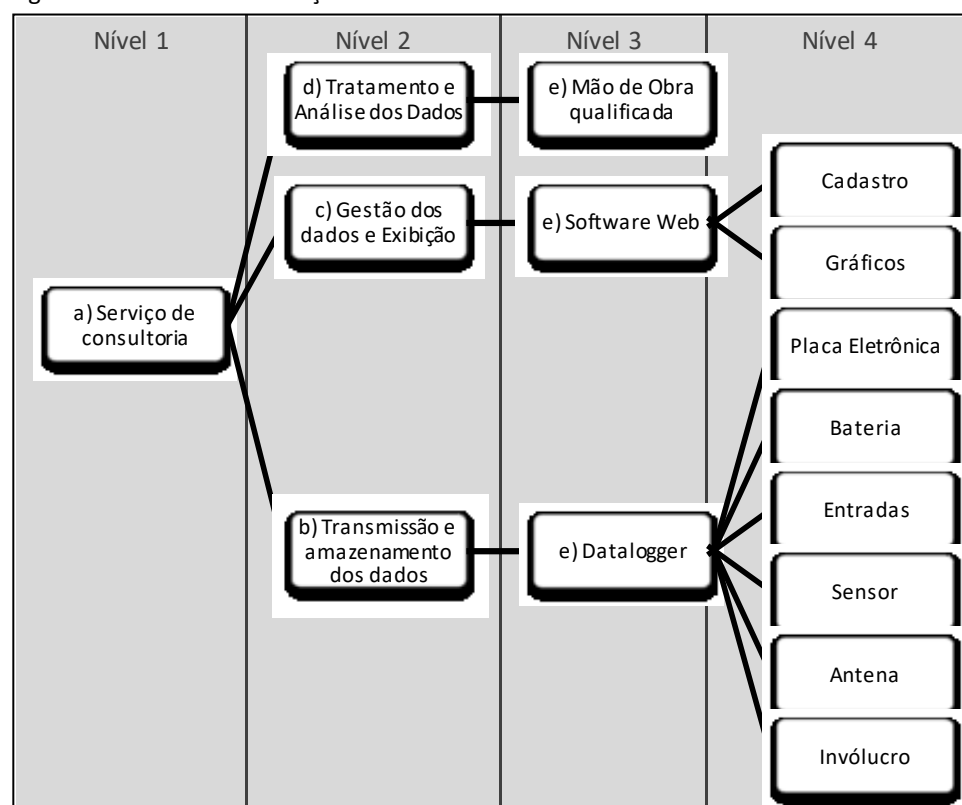 Nível 1
Nível 2
Nível 3
Nível 4
d) Tratamento e
Análise dos Dados
e) Mão de Obra
qualificada
c) Gestão dos
dados e Exibição
e) Software Web
Cadastro
Gráficos
a) Serviço de
consultoria
Placa Eletrônica
Bateria
Entradas
b) Transmissão e
amazenamento
dos dados
e) Datalogger
Sensor
Antena
Invólucro